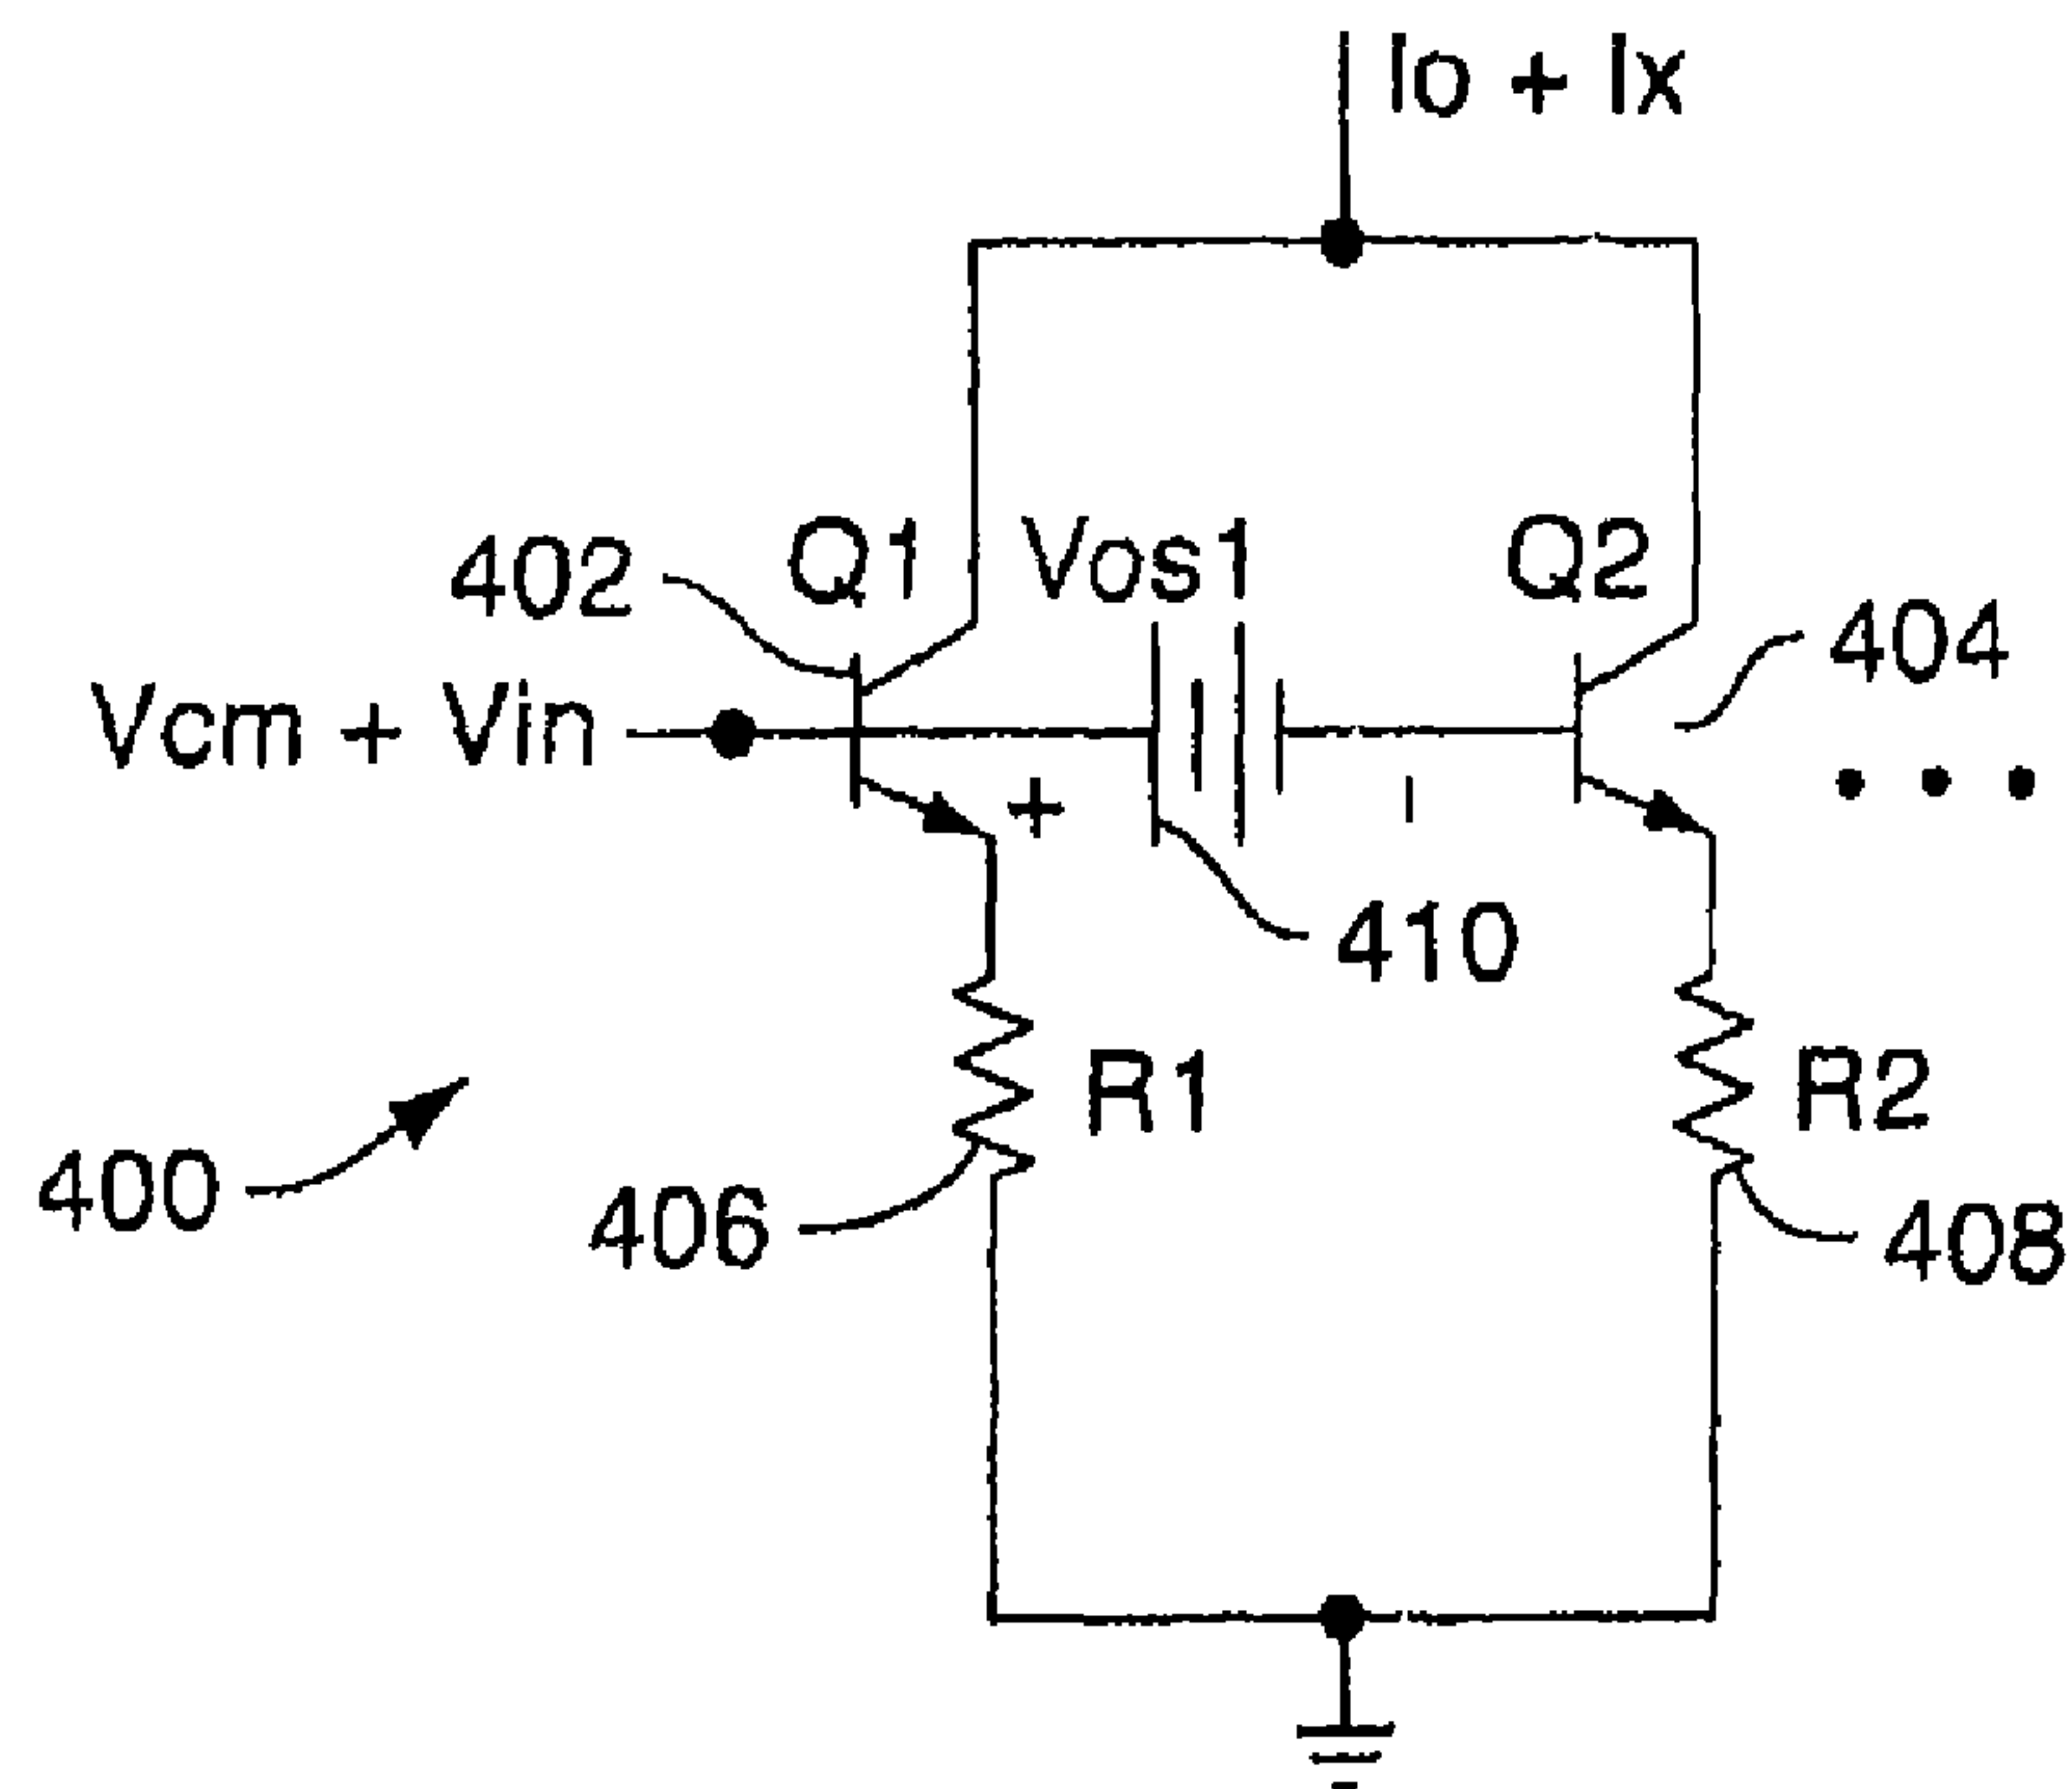 Io + Ix
402
Q1
Vos1
Q2
404
Vcm + Vin
+
-
• • •
410
R1
R2
400
406
408